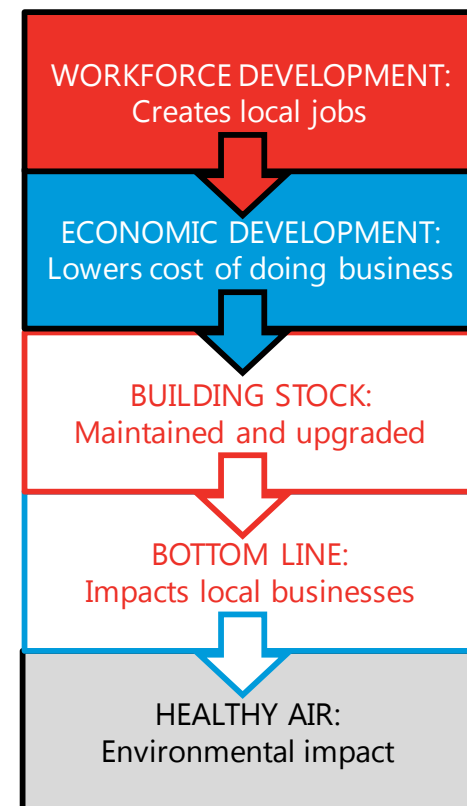 WORKFORCE DEVELOPMENT:
Creates local jobs
ECONOMIC DEVELOPMENT:
Lowers cost of doing business
BUILDING STOCK:
Maintained and upgraded
BOTTOM LINE:
Impacts local businesses
HEALTHY AIR:
Environmental impact